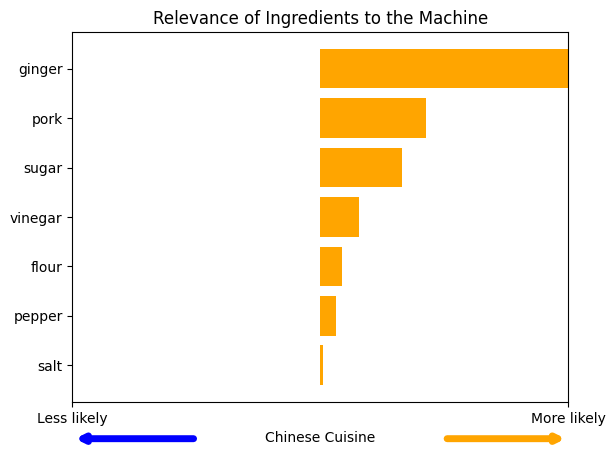 Relevance of Ingredients to the Machine
ginger
pork
sugar
vinegar
flour
pepper
salt
Less likely
More likely
Chinese Cuisine